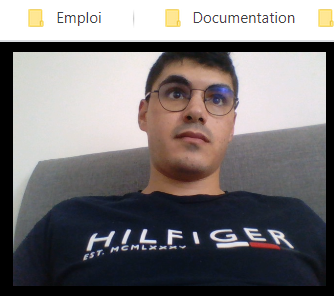 Emploi Documentation
HILFIGER
EST. MCMLXXXV